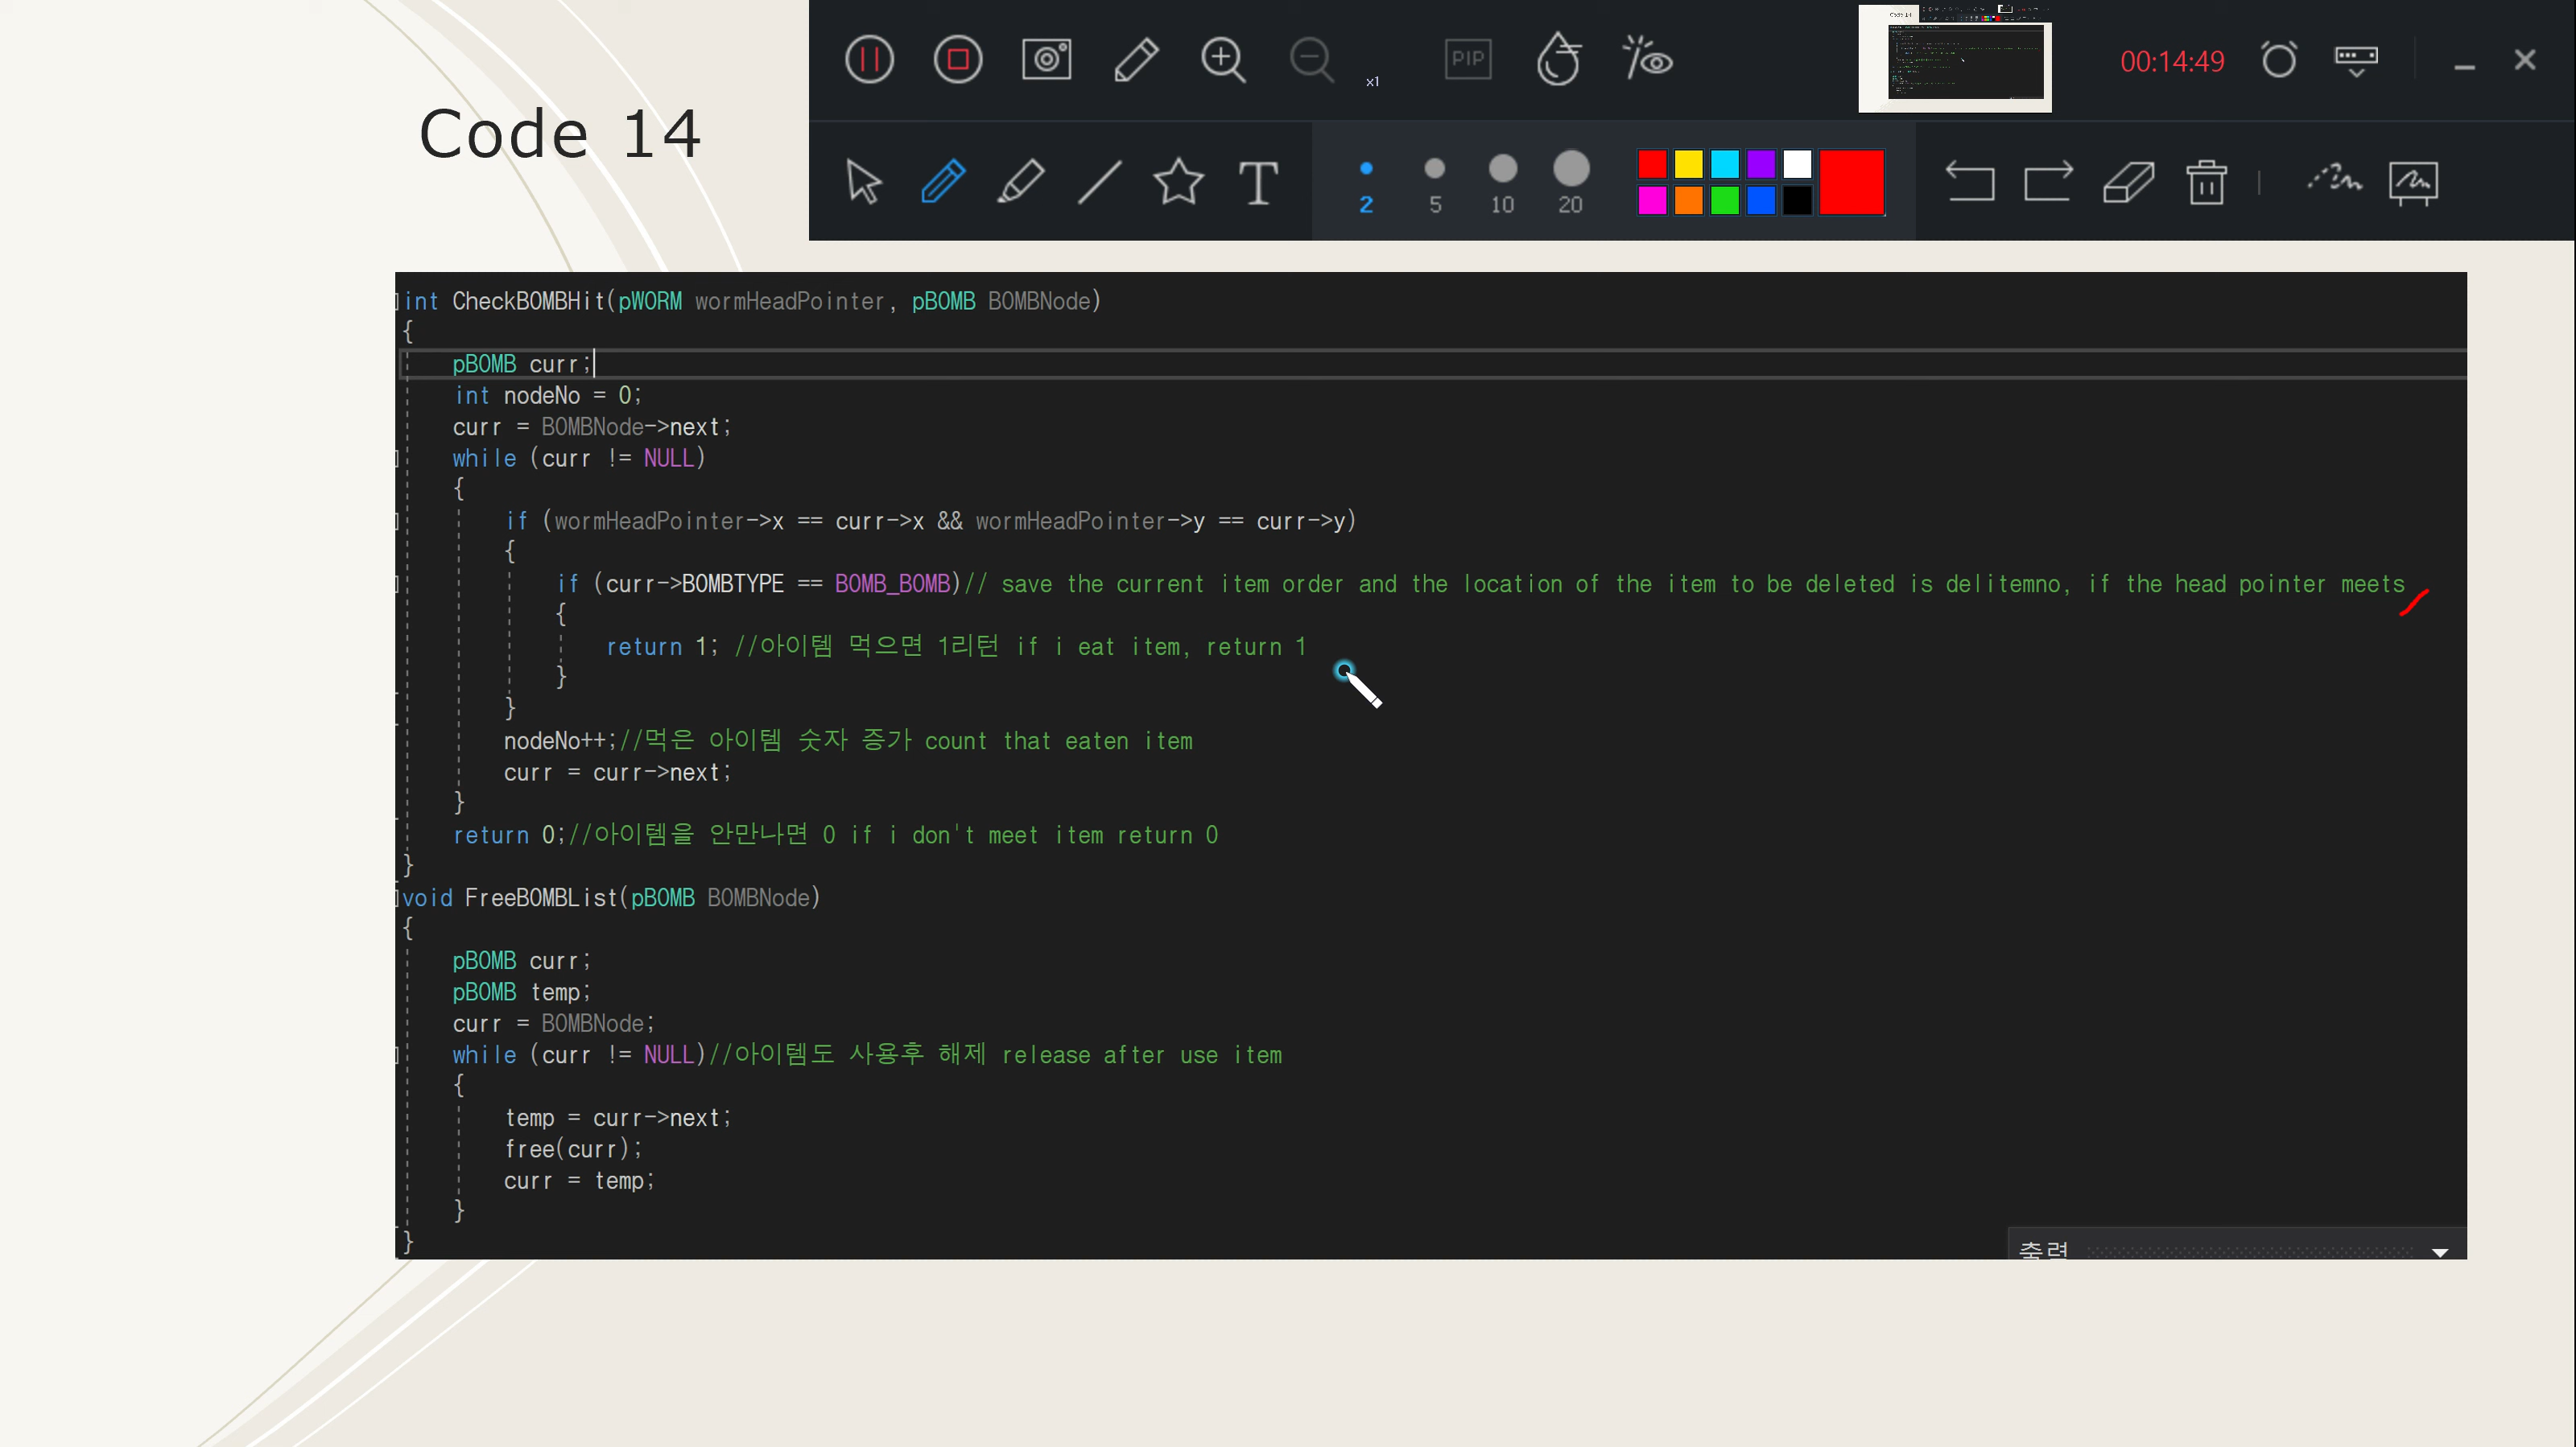 Code 14
x1
PIP
00:14:49
T
2 5 10 20
int CheckBOMBHit(pWORM wormHeadPointer, pBOMB BOMBNode)
{
pBOMB curr;
int nodeNo = 0;
curr = BOMBNode->next;
while (curr != NULL)
{
if (wormHeadPointer->x == curr->x && wormHeadPointer->y == curr->y)
{
if (curr->BOMBTYPE == BOMB_BOMB)// save the current item order and the location of the item to be deleted is delitemno, if the head pointer meets
{
return 1; //아이템 먹으면 1리턴 if i eat item, return 1
}
}
nodeNo++;//먹은 아이템 숫자 증가 count that eaten item
curr = curr->next;
}
return 0;//아이템을 안만나면 0 if i don't meet item return 0
}
void FreeBOMBList(pBOMB BOMBNode)
{
pBOMB curr;
pBOMB temp;
curr = BOMBNode;
while (curr != NULL)//아이템도 사용후 해제 release after use item
{
temp = curr->next;
free(curr);
curr = temp;
}
}
출력